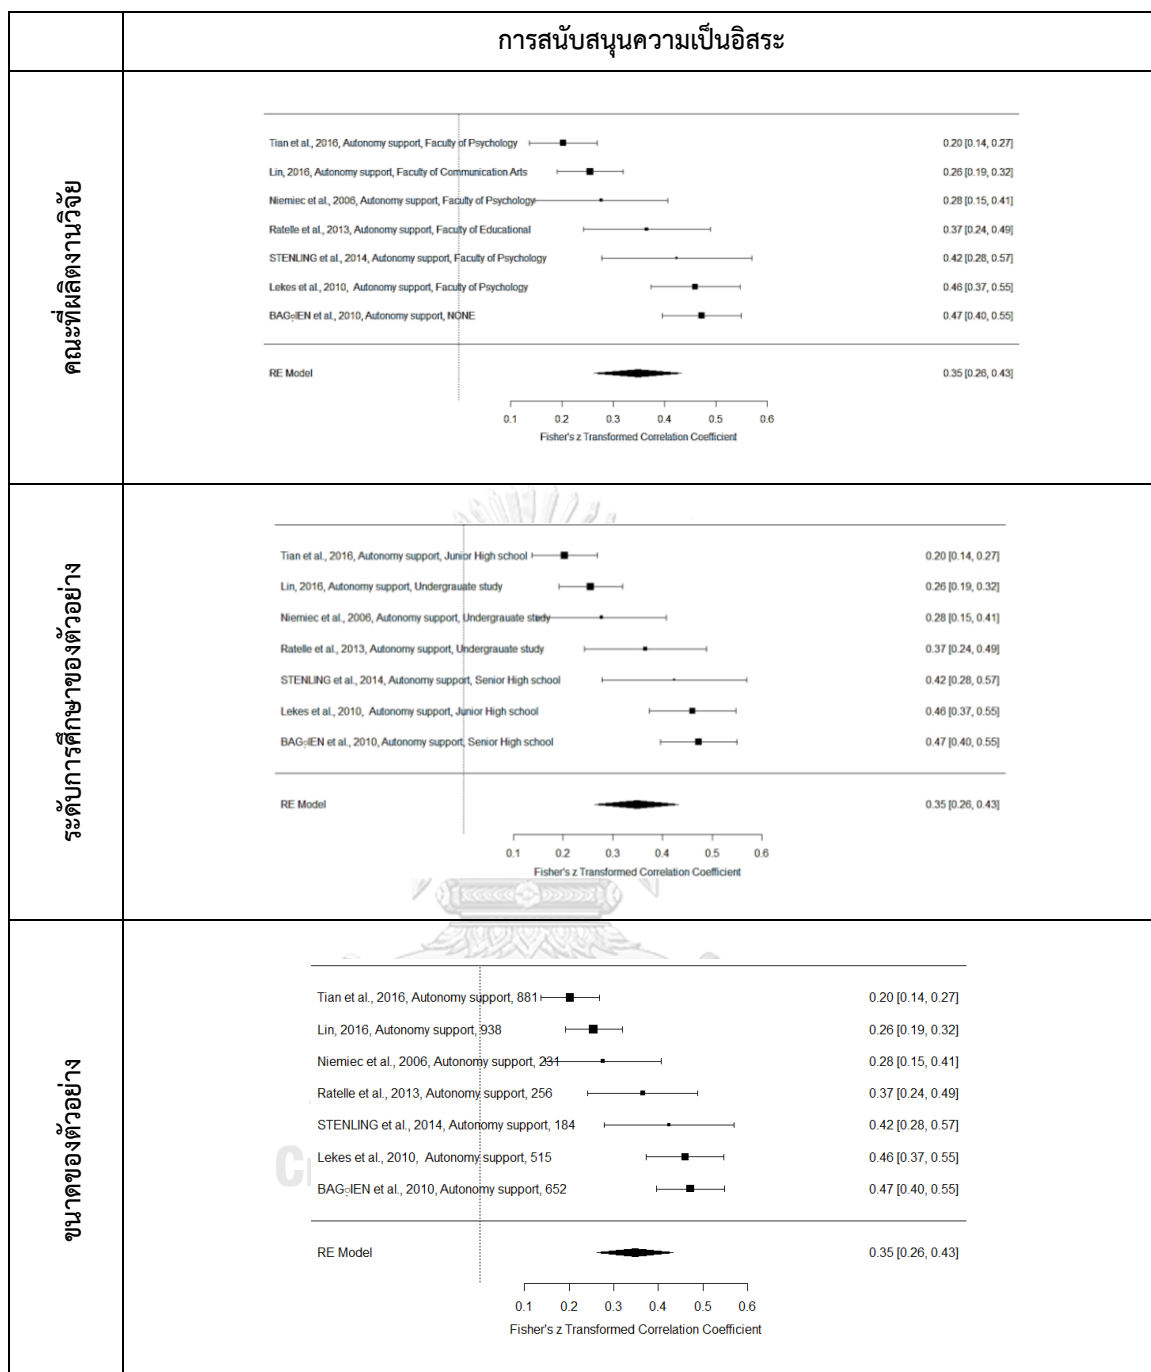 การสนับสนุนความเป็นอิสระ
คณะที่ผลิตงานวิจัย
Tian et al., 2016, Autonomy support, Faculty of Psychology 0.20 [0.14, 0.27]
Lin, 2016, Autonomy support, Faculty of Communication Arts 0.26 [0.19, 0.32]
Niemiec et al., 2006, Autonomy support, Faculty of Psychology 0.28 [0.15, 0.41]
Ratelle et al., 2013, Autonomy support, Faculty of Educational 0.37 [0.24, 0.49]
STENLING et al., 2014, Autonomy support, Faculty of Psychology 0.42 [0.28, 0.57]
Lekes et al., 2010, Autonomy support, Faculty of Psychology 0.46 [0.37, 0.55]
BAG၀IEN et al., 2010, Autonomy support, NONE 0.47 [0.40, 0.55]
RE Model 0.35 [0.26, 0.43]
0.1 0.2 0.3 0.4 0.5 0.6
Fisher's z Transformed Correlation Coefficient
ระดับการศึกษาของตัวอย่าง
Tian et al., 2016, Autonomy support, Junior High school 0.20 [0.14, 0.27]
Lin, 2016, Autonomy support, Undergrauate study 0.26 [0.19, 0.32]
Niemiec et al., 2006, Autonomy support, Undergrauate study 0.28 [0.15, 0.41]
Ratelle et al., 2013, Autonomy support, Undergrauate study 0.37 [0.24, 0.49]
STENLING et al., 2014, Autonomy support, Senior High school 0.42 [0.28, 0.57]
Lekes et al., 2010, Autonomy support, Junior High school 0.46 [0.37, 0.55]
et al., 2010, Autonomy support, Senior High school 0.47 [0.40, 0.55]
RE Model 0.35 [0.26, 0.43]
0.1 0.2 0.3 0.4 0.5 0.6
Fisher's z Transformed Correlation Coefficient
ขนาดของตัวอย่าง
Tian et al., 2016, Autonomy support, 881 0.20 [0.14, 0.27]
Lin, 2016, Autonomy support, 938 0.26 [0.19, 0.32]
Niemiec et al., 2006, Autonomy support, 231 0.28 [0.15, 0.41]
Ratelle et al., 2013, Autonomy support, 256 0.37 [0.24, 0.49]
STENLING et al., 2014, Autonomy support, 184 0.42 [0.28, 0.57]
Lekes et al., 2010, Autonomy support, 515 0.46 [0.37, 0.55]
et al., 2010, Autonomy support, 652 0.47 [0.40, 0.55]
RE Model 0.35 [0.26, 0.43]
0.1 0.2 0.3 0.4 0.5 0.6
Fisher's z Transformed Correlation Coefficient